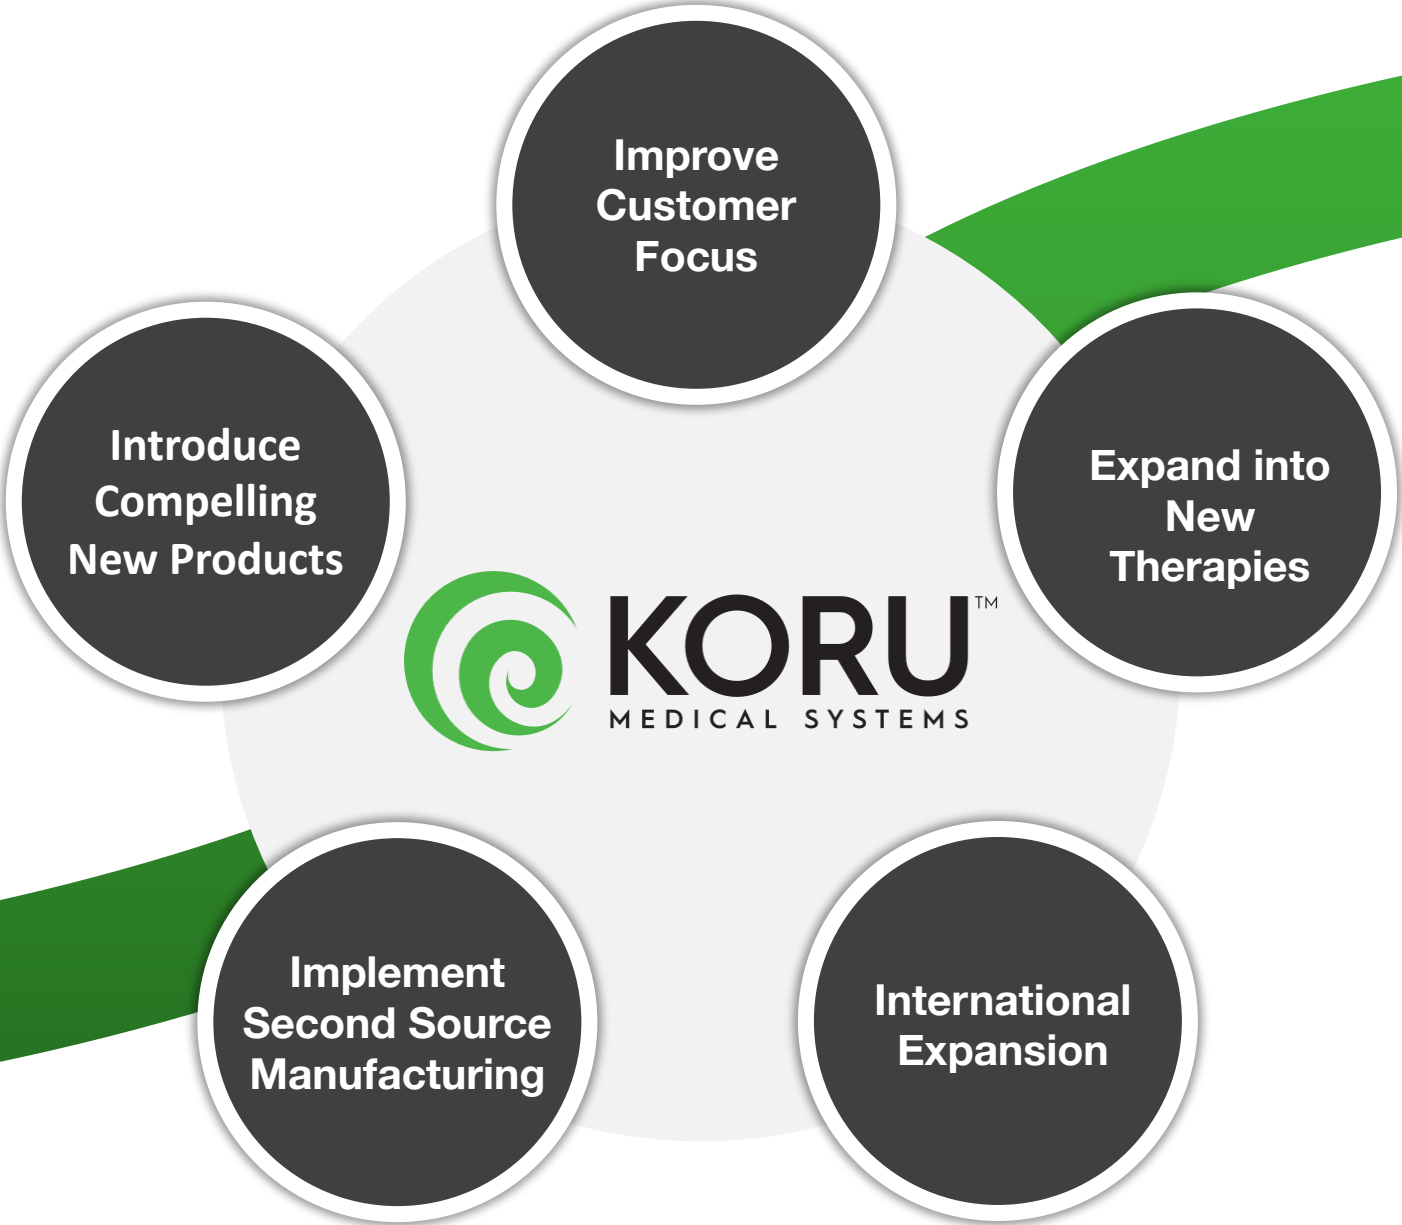 Improve
Customer
Focus
Introduce
Compelling
New Products
Expand into
New
Therapies
KORU™
MEDICAL SYSTEMS
Implement
Second Source
Manufacturing
International
Expansion